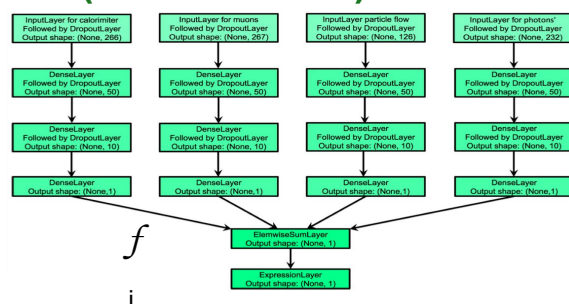 InputLayer for calorimiter
Followed by DropoutLayer
Output shape: (None, 266)
InputLayer for muons
Followed by DropoutLayer
Output shape: (None, 267)
InputLayer particle flow
Followed by DropoutLayer
Output shape: (None, 126)
InputLayer for photons'
Followed by DropoutLayer
Output shape: (None, 232)
DenseLayer
Followed by DropoutLayer
Output shape: (None, 50)
DenseLayer
Followed by DropoutLayer
Output shape: (None, 50)
DenseLayer
Followed by DropoutLayer
Output shape: (None, 50)
DenseLayer
Followed by DropoutLayer
Output shape: (None, 50)
DenseLayer
Followed by DropoutLayer
Output shape: (None, 10)
DenseLayer
Followed by DropoutLayer
Output shape: (None, 10)
DenseLayer
Followed by DropoutLayer
Output shape: (None, 10)
DenseLayer
Followed by DropoutLayer
Output shape: (None, 10)
DenseLayer
Output shape: (None,1)
DenseLayer
Output shape: (None,1)
DenseLayer
Output shape: (None,1)
DenseLayer
Output shape: (None,1)
f
ElemwiseSumLayer
Output shape: (None, 1)
ExpressionLayer
Output shape: (None, 1)
i